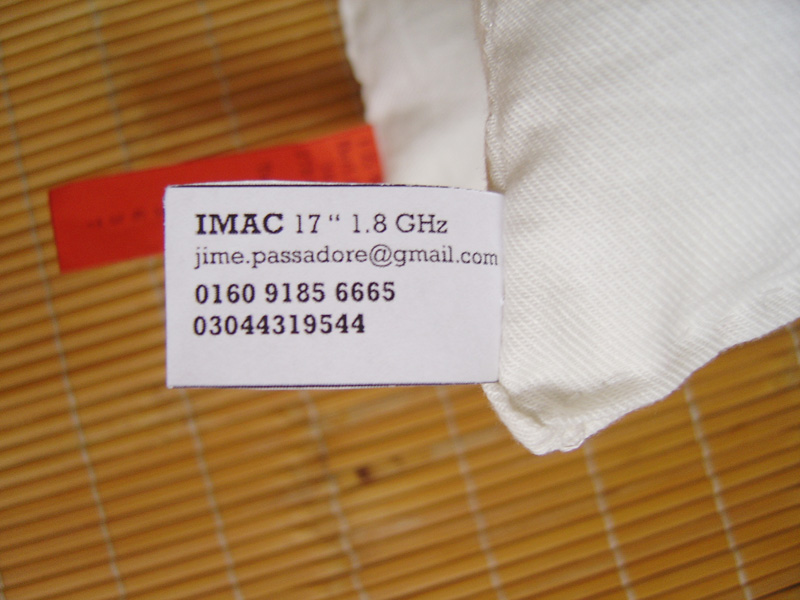 IMAC 17 “ 1.8 GHz
jime.passadore@gmail.com
0160 9185 6665
03044319544